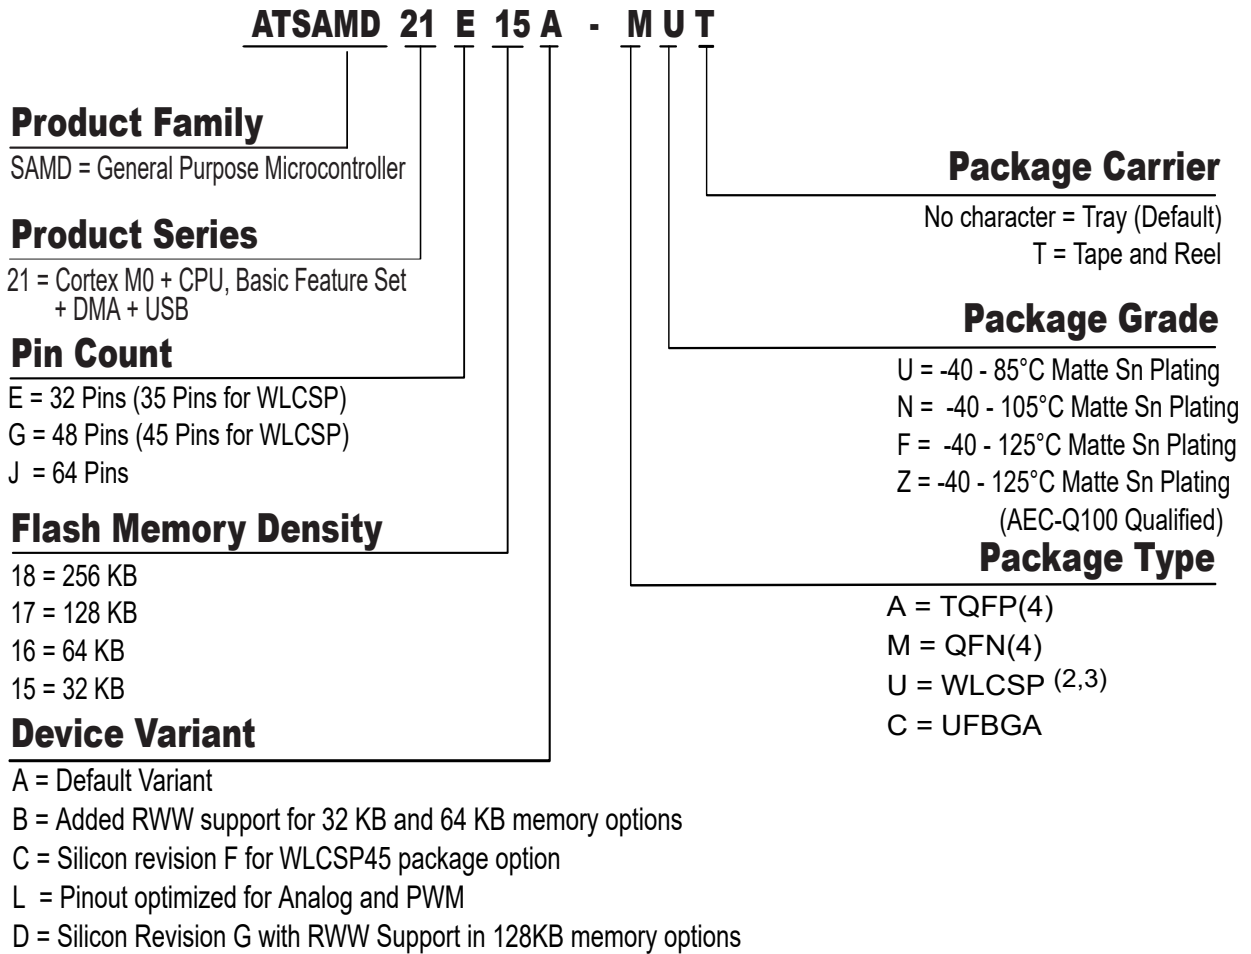 ATSAMD 21 E 15 A - M U T
Product Family
SAMD = General Purpose Microcontroller
Product Series
21 = Cortex M0 + CPU, Basic Feature Set
+ DMA + USB
Pin Count
E = 32 Pins (35 Pins for WLCSP)
G = 48 Pins (45 Pins for WLCSP)
J = 64 Pins
Flash Memory Density
18 = 256 KB
17 = 128 KB
16 = 64 KB
15 = 32 KB
Device Variant
A = Default Variant
B = Added RWW support for 32 KB and 64 KB memory options
C = Silicon revision F for WLCSP45 package option
L = Pinout optimized for Analog and PWM
D = Silicon Revision G with RWW Support in 128KB memory options
Package Carrier
No character = Tray (Default)
T = Tape and Reel
Package Grade
U = -40 - 85°C Matte Sn Plating
N = -40 - 105°C Matte Sn Plating
F = -40 - 125°C Matte Sn Plating
Z = -40 - 125°C Matte Sn Plating
(AEC-Q100 Qualified)
Package Type
A = TQFP(4)
M = QFN(4)
U = WLCSP (2,3)
C = UFBGA